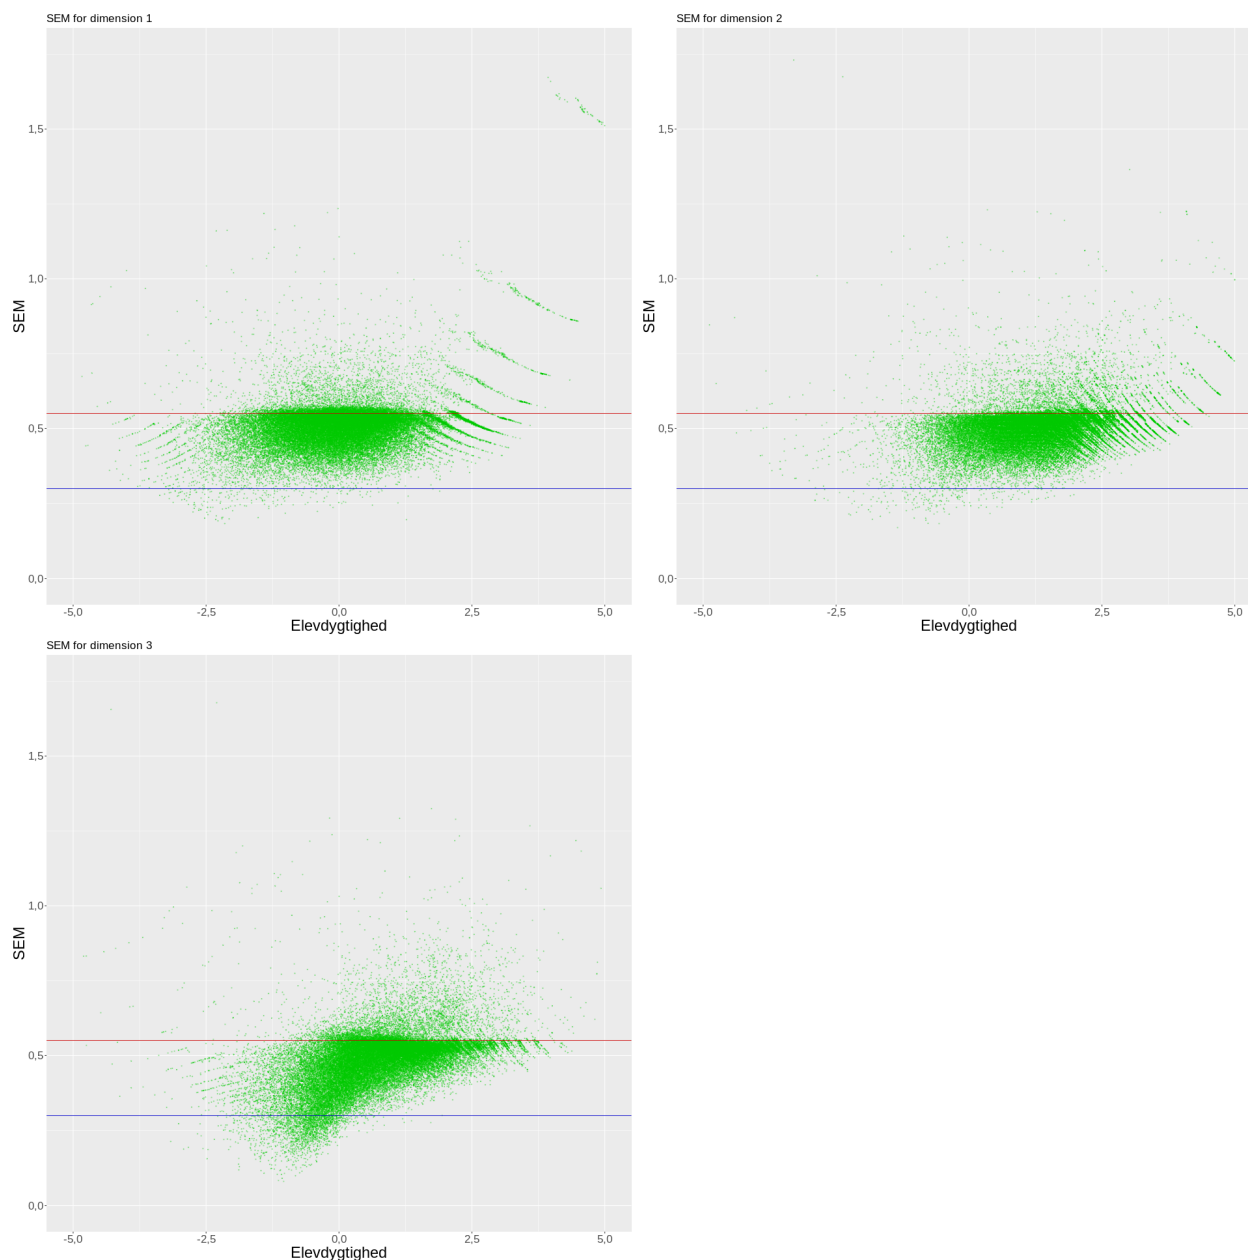 SEM for dimension 1
SEM
1,5
1,0
0,5
0,0
-5,0 -2,5 0,0 2,5 5,0
Elevdygtighed
SEM for dimension 2
SEM
1,5
1,0
0,5
0,0
-5,0 -2,5 0,0 2,5 5,0
Elevdygtighed
SEM for dimension 3
SEM
1,5
1,0
0,5
0,0
-5,0 -2,5 0,0 2,5 5,0
Elevdygtighed